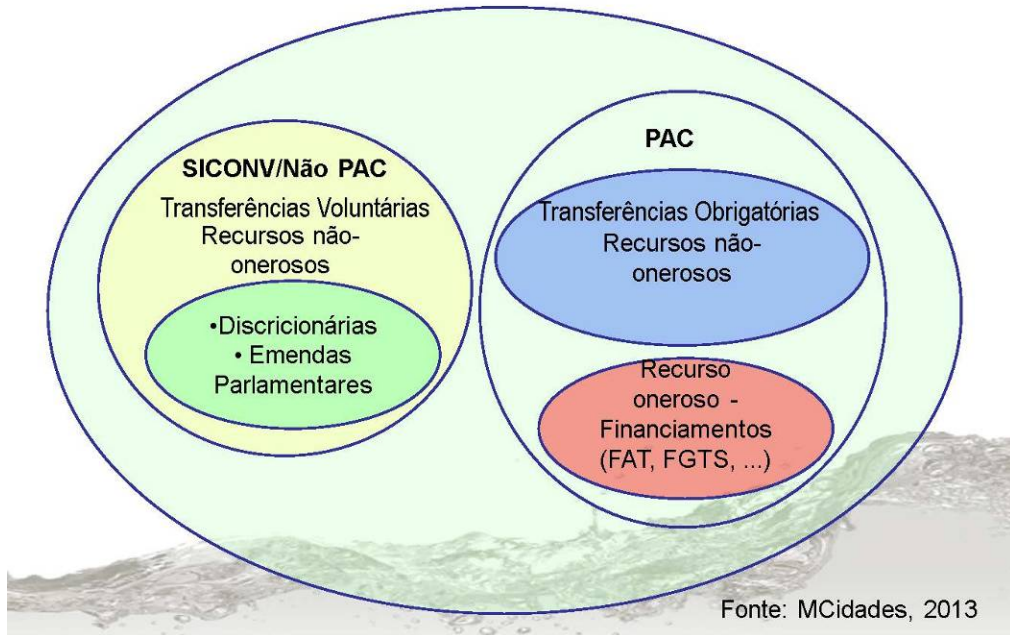 SICONV/Não PAC
Transferências Voluntárias
Recursos não-
onerosos
•Discricionárias
• Emendas
Parlamentares
PAC
Transferências Obrigatórias
Recursos não-
onerosos
Recurso
oneroso -
Financiamentos
(FAT, FGTS, ...)
Fonte: MCidades, 2013